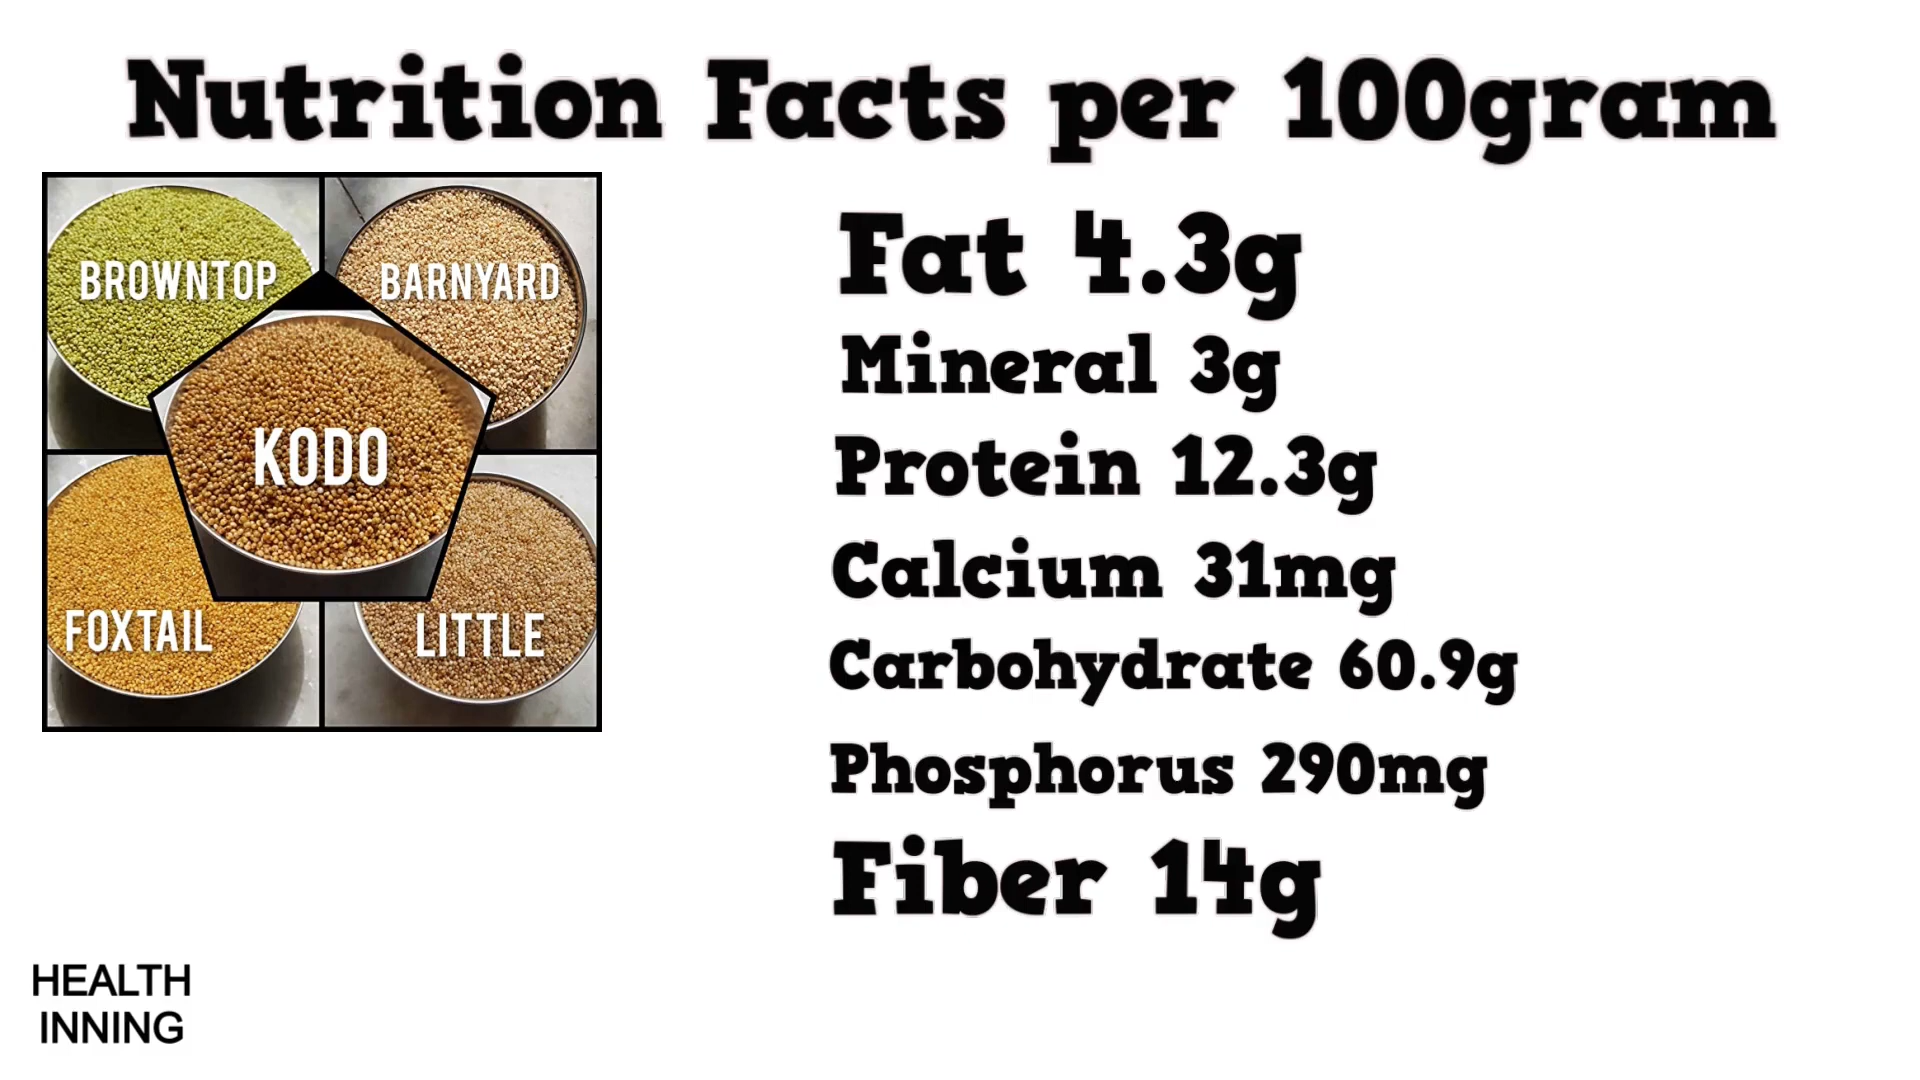 Nutrition Facts per 100gram
BROWNTOP
BARNYARD
KODO
FOXTAIL
LITTLE
Fat 4.3g
Mineral 3g
Protein 12.3g
Calcium 31mg
Carbohydrate 60.9g
Phosphorus 290mg
Fiber 14g
HEALTH
INNING